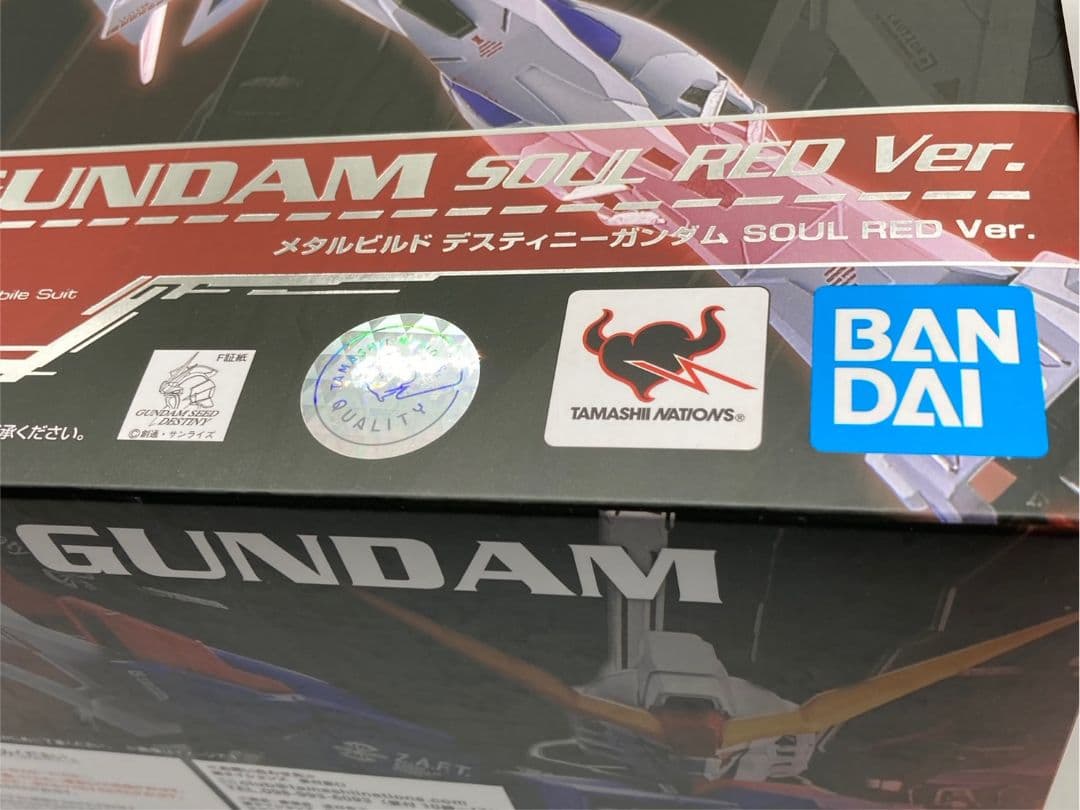 GUNDAM SOUL RED Ver.
メタルビルド デスティニーガンダム SOUL RED Ver.
Suit
F証紙
GUNDAM SEED
DESTINY
©創通・サンライズ
承ください。
TAMASHII
QUALITY
TAMASHII NATIONS®
BAN
DAI
GUNDAM
Z.A.F.T.